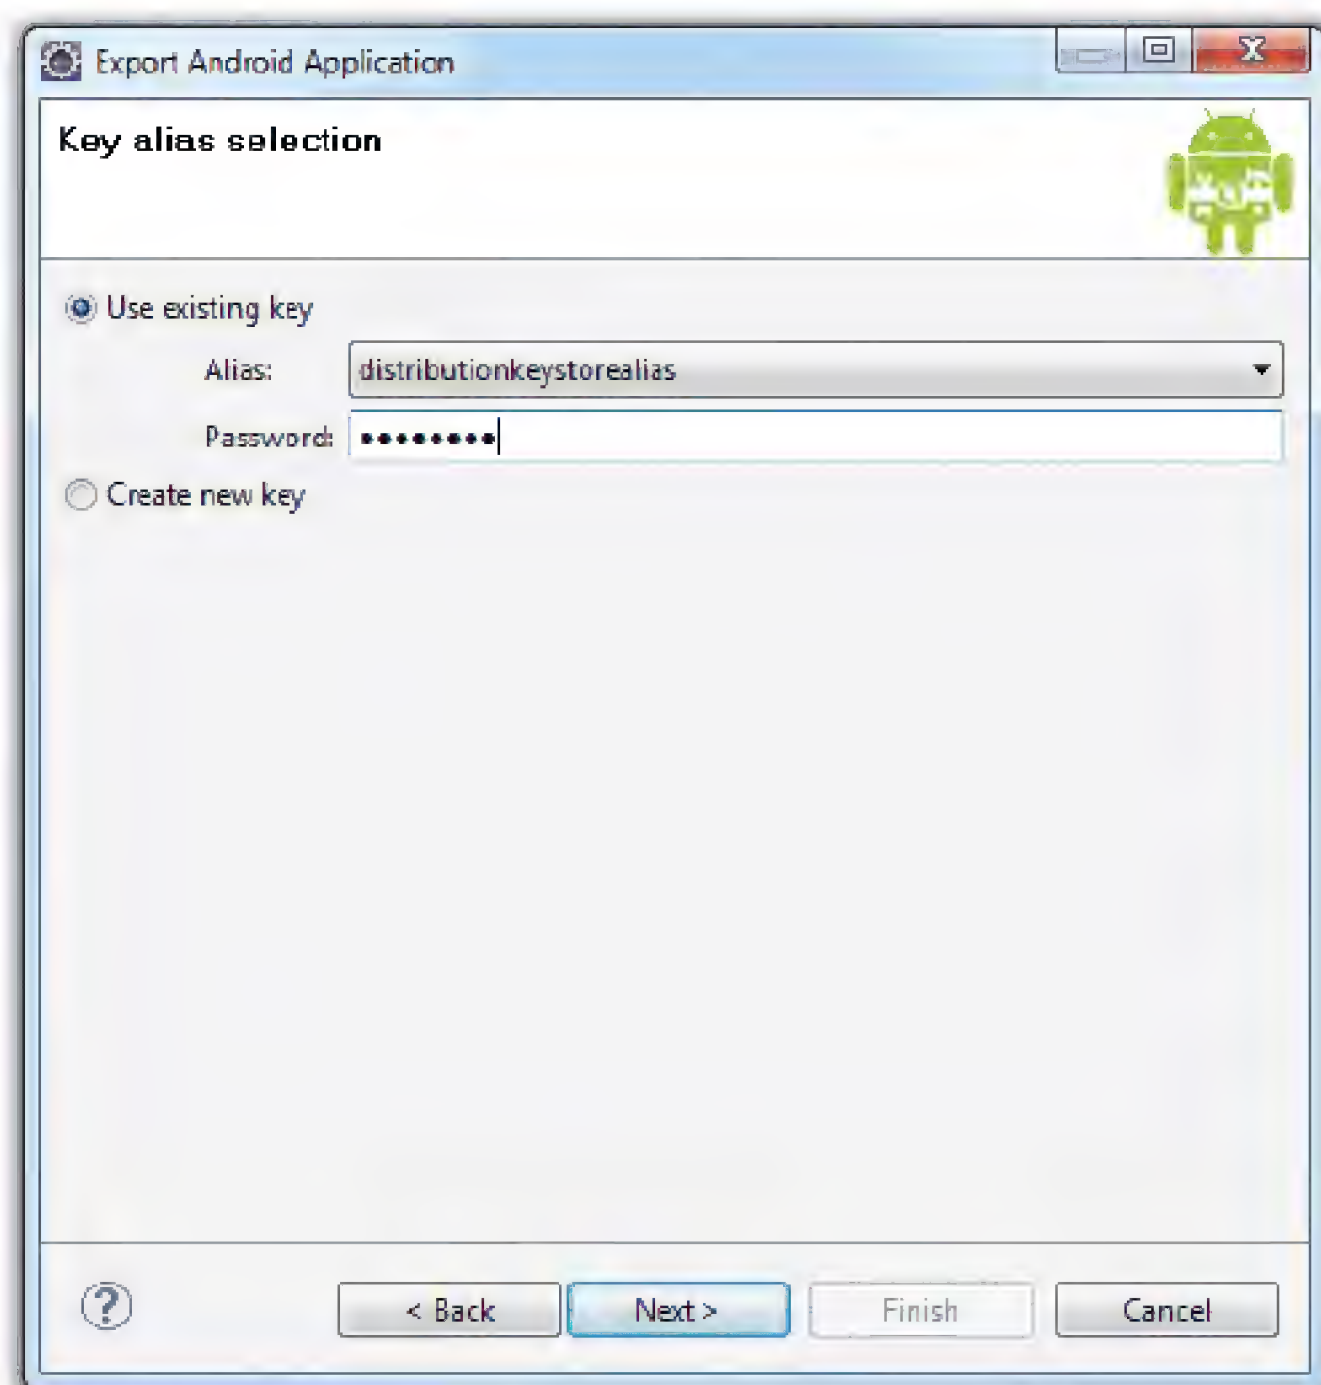 Export Android Application
Key alias selection
Use existing key
Alias: distributionkeystorealias
Password: ••••••••••
Create new key
? < Back Next > Finish Cancel